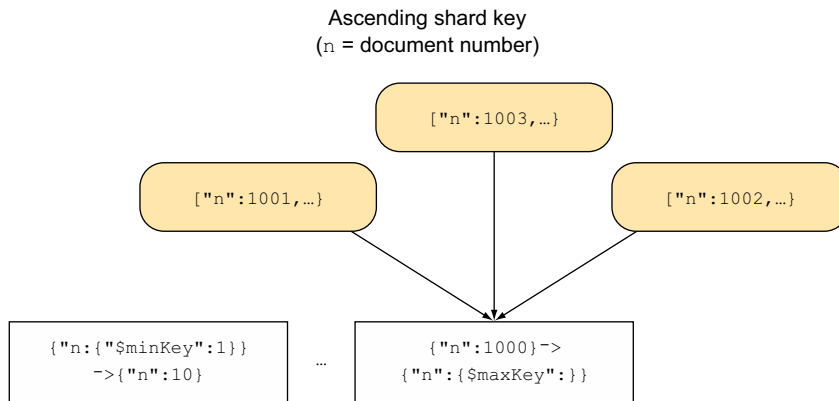 Ascending shard key
(n = document number)
["n":1003,…}
["n":1001,…}
["n":1002,…}
{"n:{"$minKey":1}}
->{"n":10}
…
{"n":1000}->
{"n":{$maxKey:}}